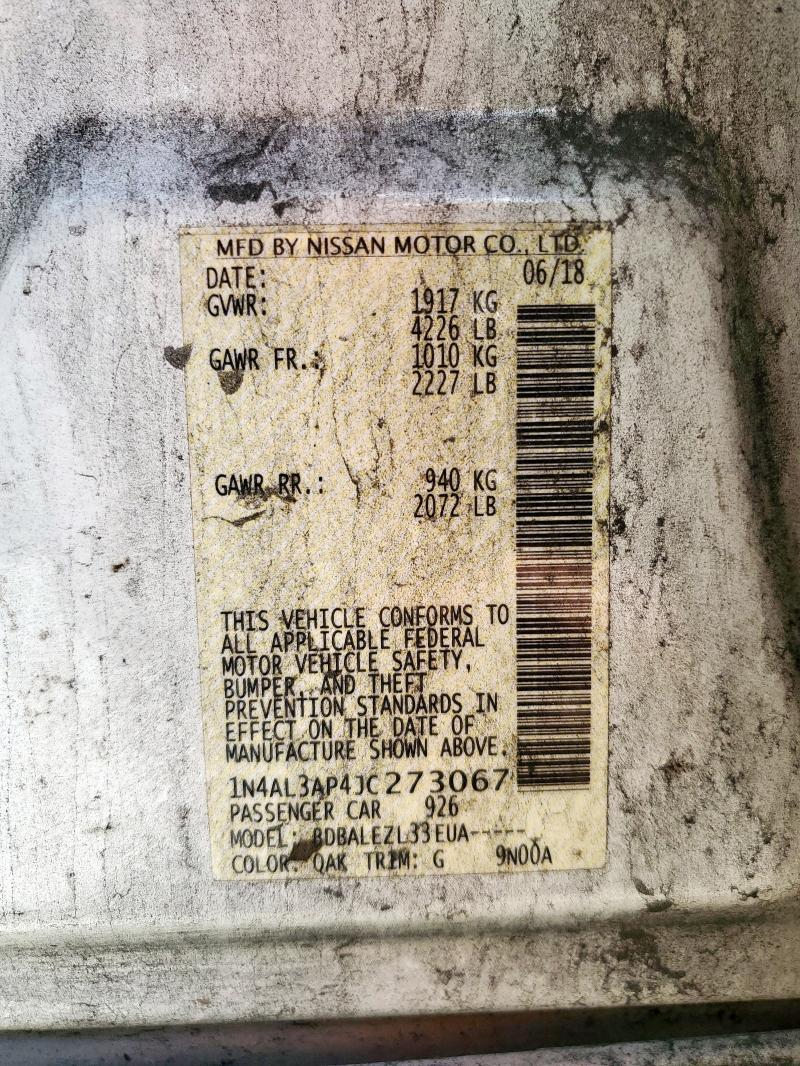 MFD BY NISSAN MOTOR CO., LTD.
DATE: 06/18
GVWR: 1917 KG
4226 LB
GAWR FR.: 1010 KG
2227 LB
GAWR RR.: 940 KG
2072 LB
THIS VEHICLE CONFORMS TO
ALL APPLICABLE FEDERAL
MOTOR VEHICLE SAFETY,
BUMPER, AND THEFT
PREVENTION STANDARDS IN
EFFECT ON THE DATE OF
MANUFACTURE SHOWN ABOVE.
1N4AL3AP4JC273067
PASSENGER CAR 926
MODEL: BDBALEZL33EUA-----
COLOR: QAK TRIM: G 9N00A